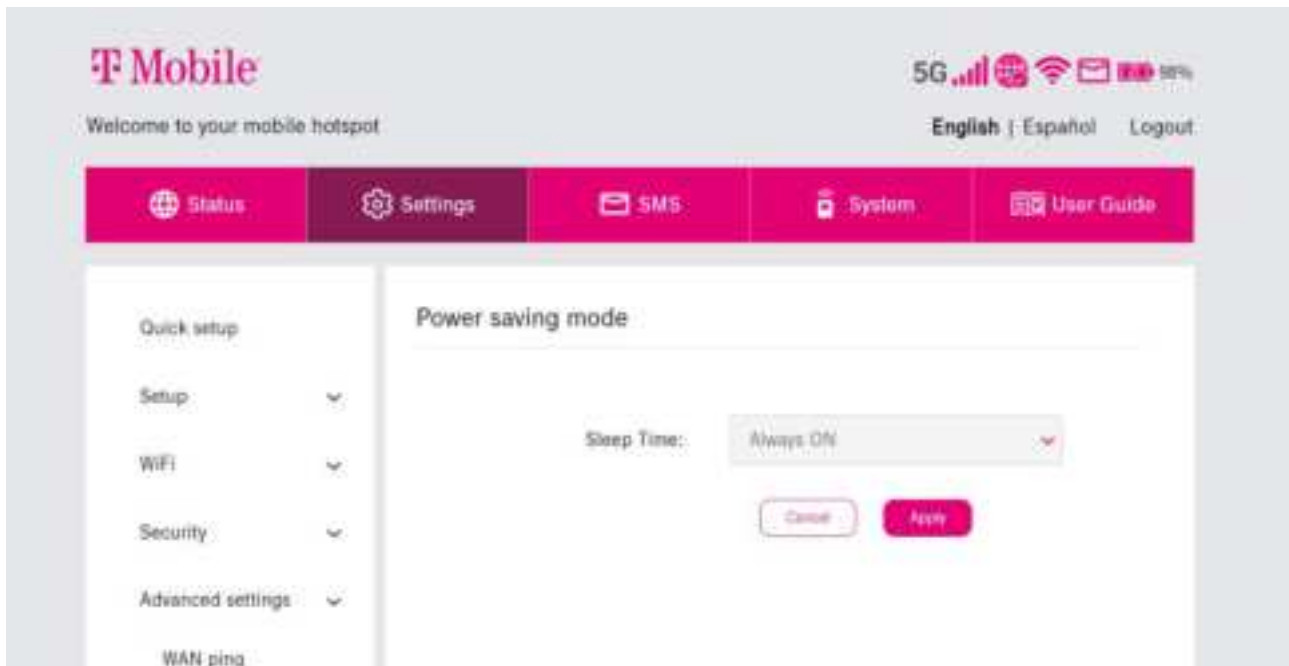 T Mobile
5G 98%
Welcome to your mobile hotspot
English | Español Logout
Status Settings SMS System User Guide
Quick setup
Setup
WiFi
Security
Advanced settings
WAN ping
Power saving mode
Sleep Time: Always ON
Cancel Apply